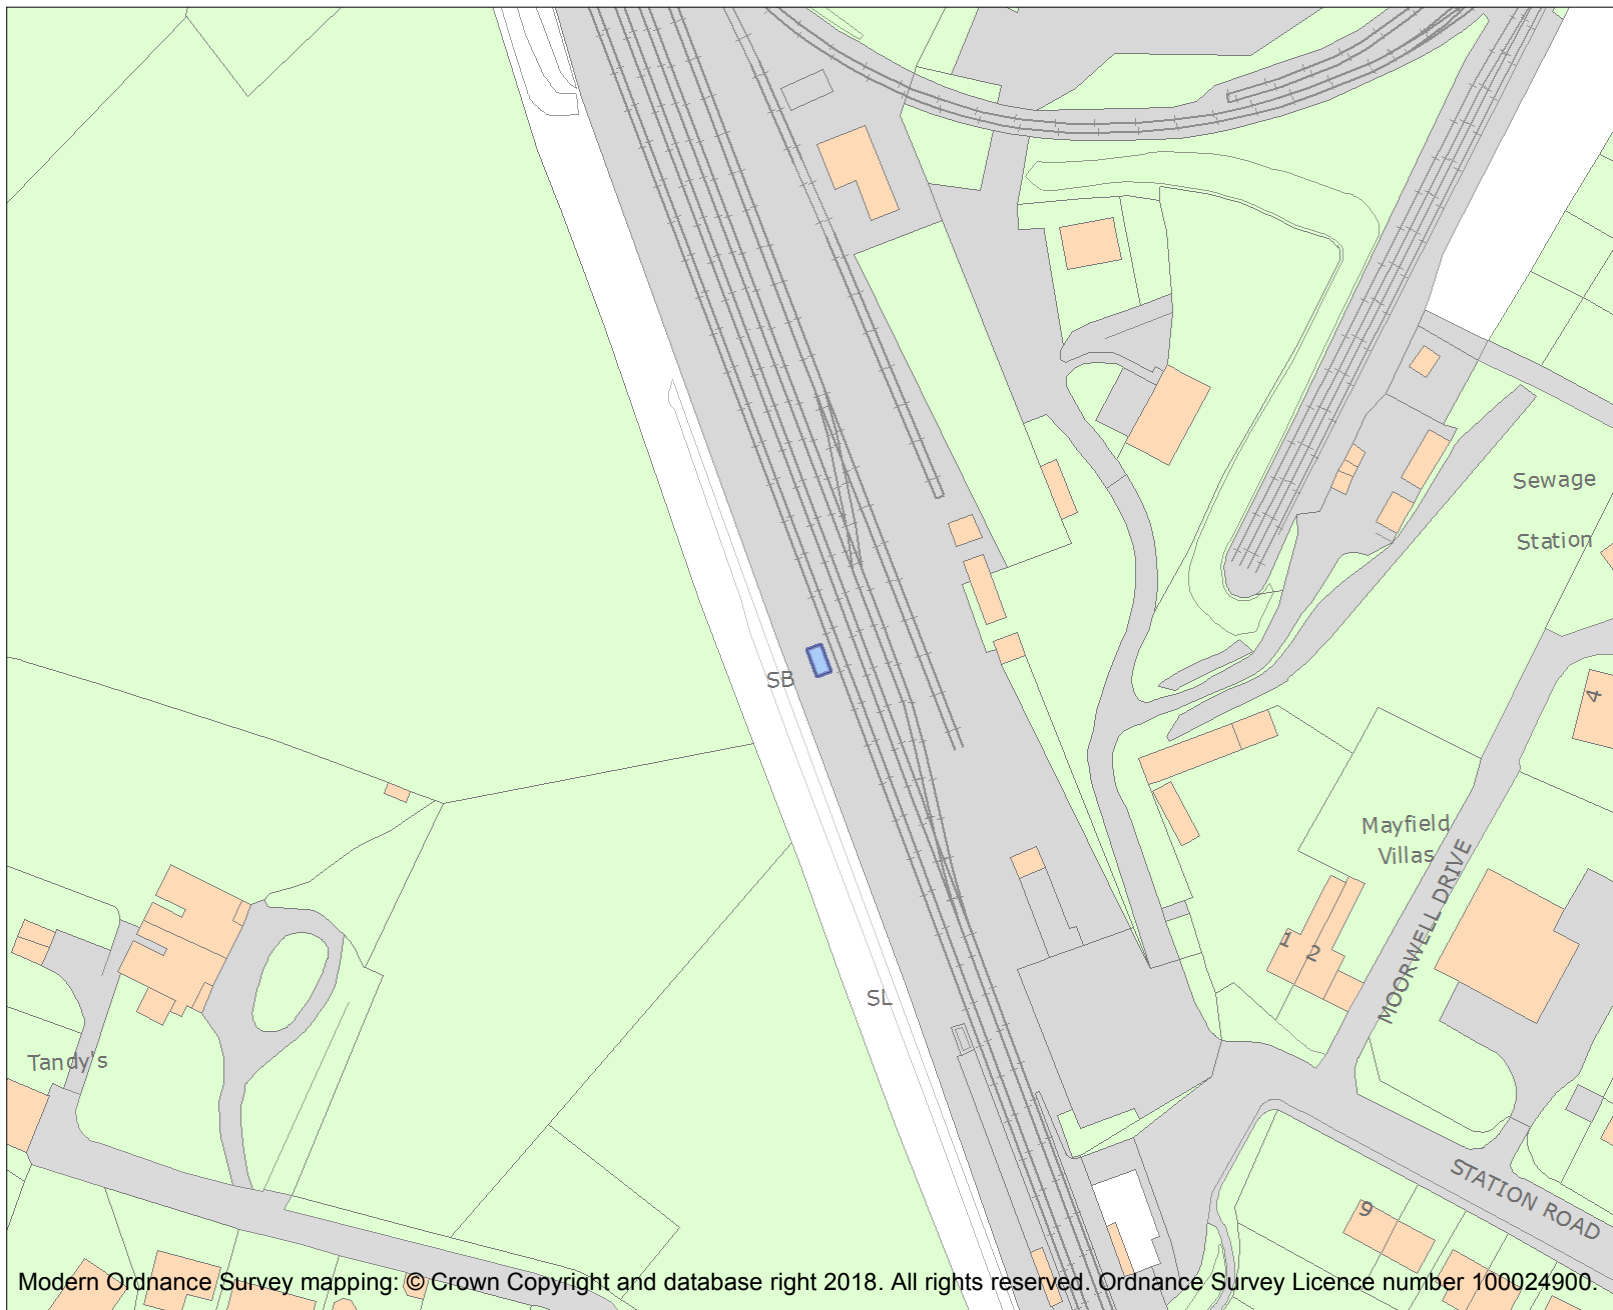 Sewage
Station
SB
4
Mayfield
Villas
MOORWELL DRIVE
1
2
SL
Tandy's
STATION ROAD
9
Modern Ordnance Survey mapping: © Crown Copyright and database right 2018. All rights reserved. Ordnance Survey Licence number 100024900.